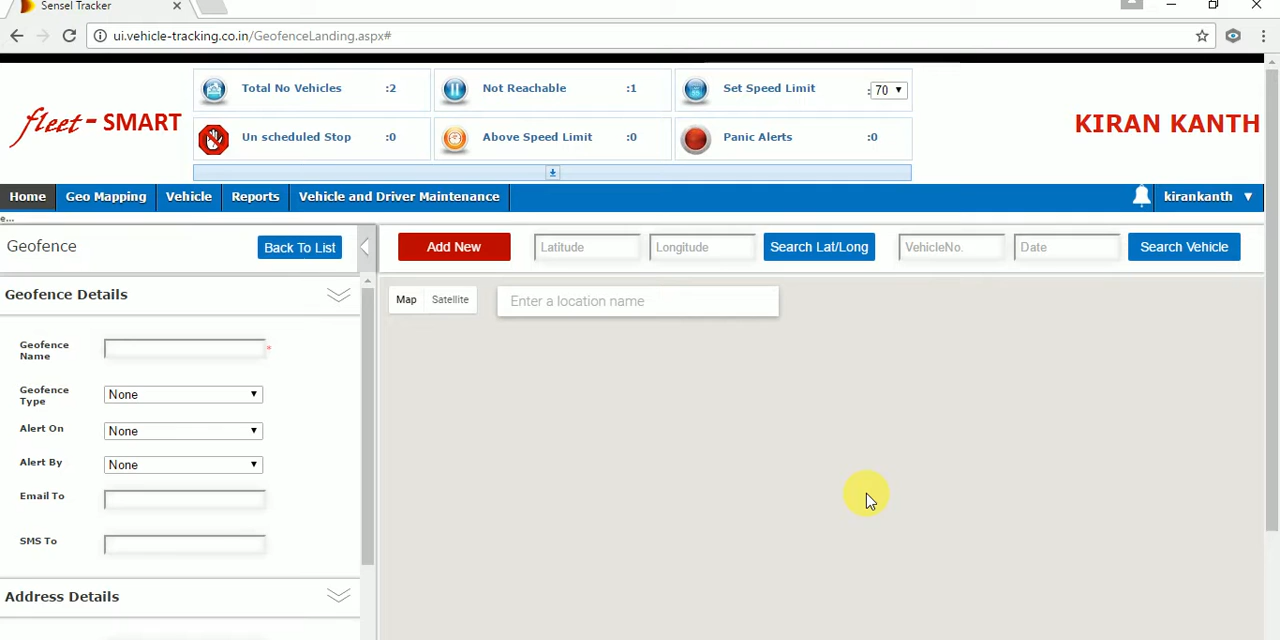 Sensel Tracker
ui.vehicle-tracking.co.in/GeofenceLanding.aspx#
fleet-SMART
Total No Vehicles :2
Not Reachable :1
Set Speed Limit : 70
Un scheduled Stop :0
Above Speed Limit :0
Panic Alerts :0
KIRAN KANTH
Home Geo Mapping Vehicle Reports Vehicle and Driver Maintenance kirankanth
e...
Geofence Back To List Add New Latitude Longitude Search Lat/Long VehicleNo. Date Search Vehicle
Geofence Details
Map Satellite Enter a location name
Geofence Name *
Geofence Type None
Alert On None
Alert By None
Email To
SMS To
Address Details